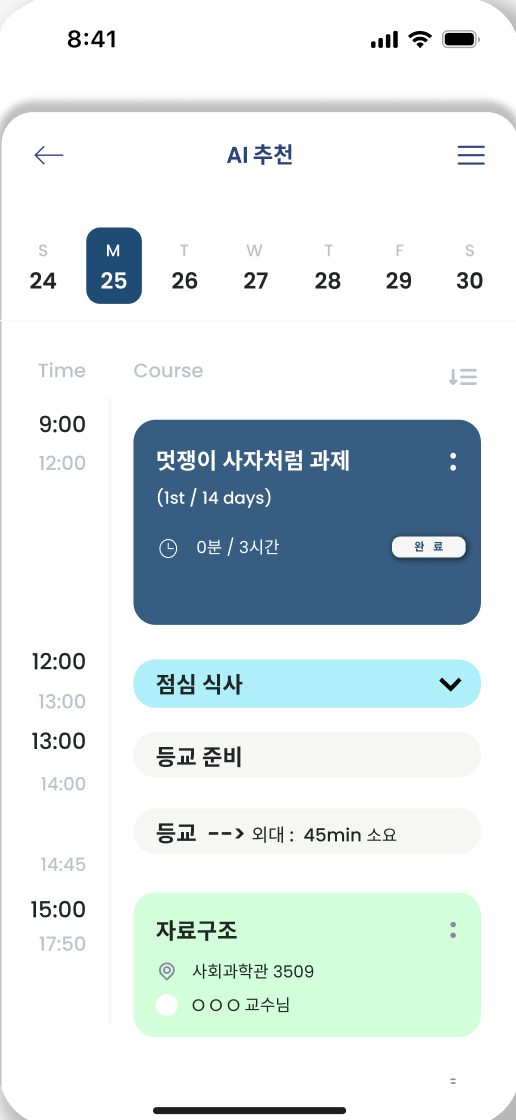 8:41
AI 추천
S M T W T F S
24 25 26 27 28 29 30
Time Course
9:00
12:00
멋쟁이 사자처럼 과제
(1st / 14 days)
0분 / 3시간
완 료
12:00
13:00
점심 식사
13:00
14:00
등교 준비
등교 --> 외대 : 45min 소요
14:45
15:00
17:50
자료구조
사회과학관 3509
O O O 교수님